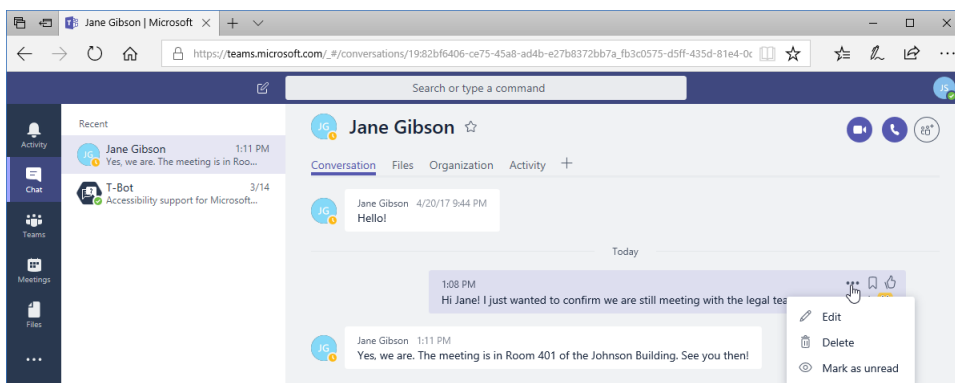 Jane Gibson | Microsoft
https://teams.microsoft.com/_#/conversations/19:82bf6406-ce75-45a8-ad4b-e27b8372bb7a_fb3c0575-d5ff-435d-81e4-0c
Search or type a command
JS
Activity
Chat
Teams
Meetings
Files
Recent
JG
Jane Gibson 1:11 PM
Yes, we are. The meeting is in Roo...
T-Bot 3/14
Accessibility support for Microsoft...
JG
Jane Gibson
Conversation Files Organization Activity
JG
Jane Gibson 4/20/17 9:44 PM
Hello!
Today
1:08 PM
Hi Jane! I just wanted to confirm we are still meeting with the legal
Edit
Delete
Mark as unread
JG
Jane Gibson 1:11 PM
Yes, we are. The meeting is in Room 401 of the Johnson Building. See you then!